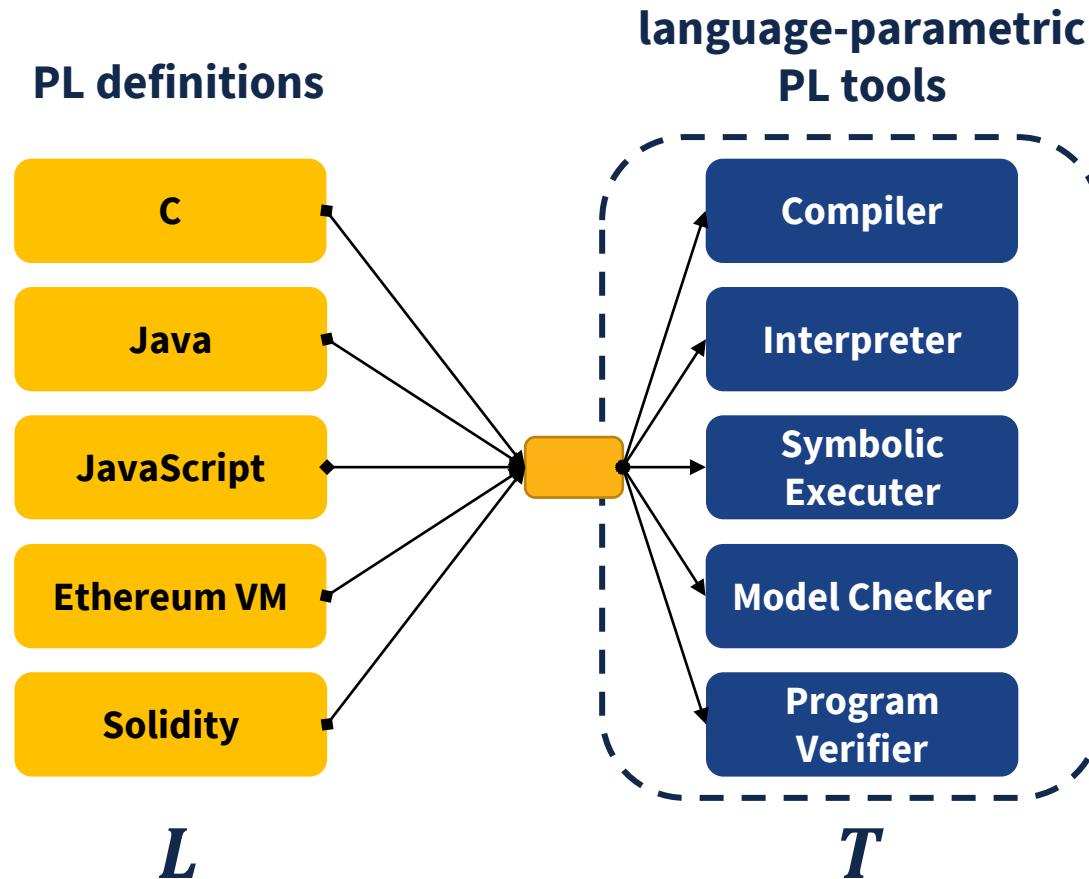 PL definitions
language-parametric
PL tools
C
Java
JavaScript
Ethereum VM
Solidity
Compiler
Interpreter
Symbolic
Executer
Model Checker
Program
Verifier
L
T